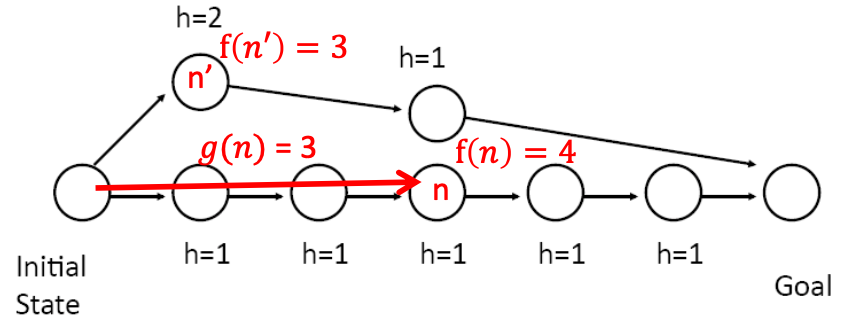 h=2
f(n′) = 3
h=1
n′
g(n) = 3
f(n) = 4
n
h=1
h=1
h=1
h=1
h=1
Initial
State
Goal